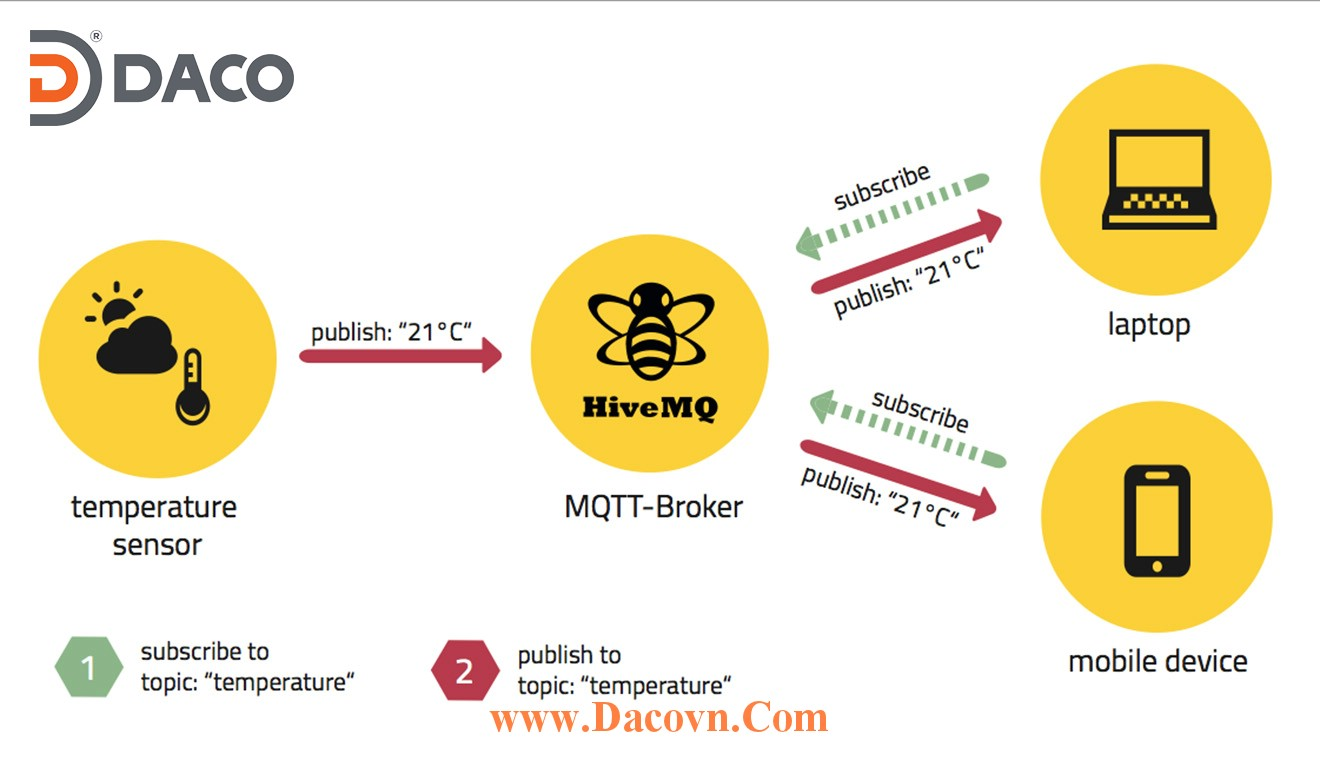 DACO®
subscribe
publish: “21°C“
laptop
publish: “21°C“
HiveMQ
subscribe
publish: “21°C“
temperature
sensor
MQTT-Broker
mobile device
1
subscribe to
topic: “temperature“
2
publish to
topic: “temperature“
www.Dacovn.Com